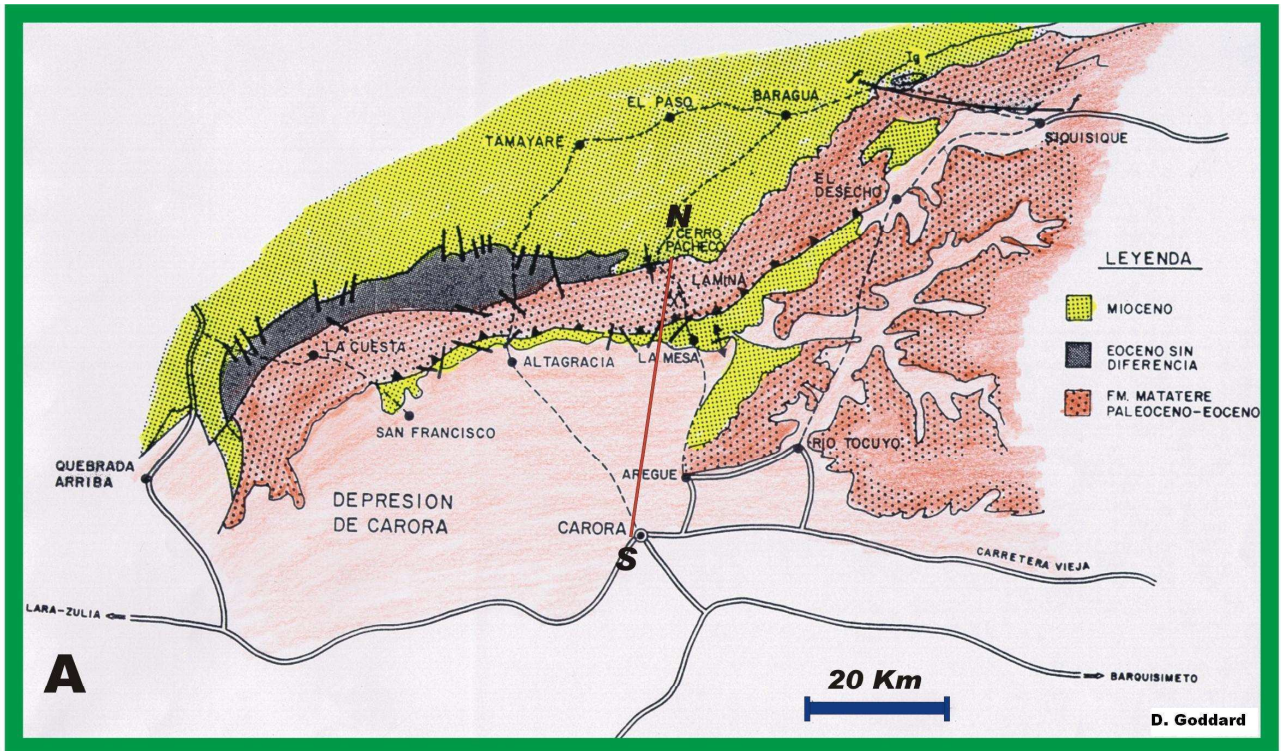 Tg
BARAGUA
EL PASO
TAMAYARE
SIQUISIQUE
EL
DESECHO
N
CERRO
PACHECO
LAMINA
LEYENDA
MIOCENO
EOCENO SIN
DIFERENCIA
FM. MATATERE
PALEOCENO-EOCENO
LA CUESTA
ALTAGRACIA
LA MESA
SAN FRANCISCO
RIO TOCUYO
QUEBRADA
ARRIBA
AREGUE
DEPRESION
DE CARORA
CARORA
S
CARRETERA VIEJA
LARA-ZULIA
A
20 Km
BARQUISIMETO
D. Goddard